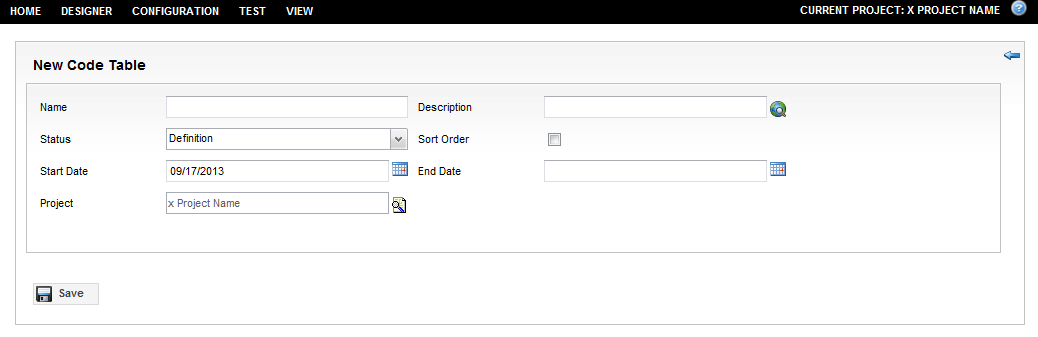 HOME DESIGNER CONFIGURATION TEST VIEW CURRENT PROJECT: X PROJECT NAME ?
New Code Table
Name Description
Status Definition Sort Order
Start Date 09/17/2013 End Date
Project x Project Name
Save